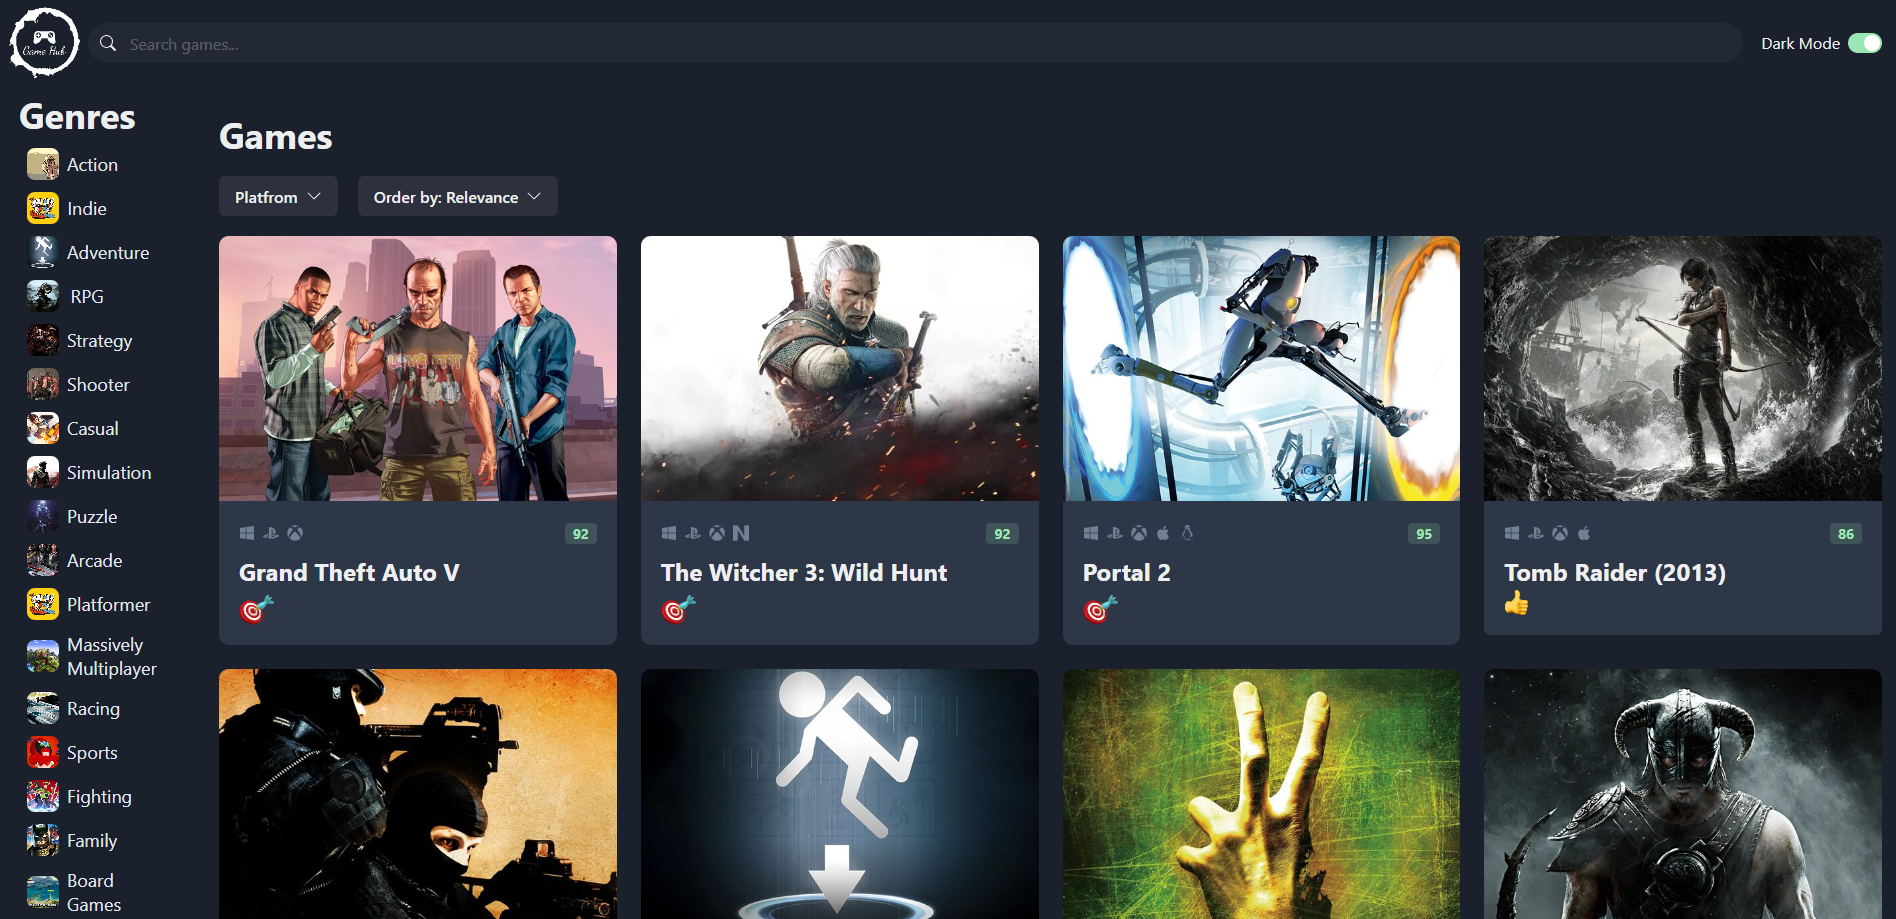 Game Hub
Search games...
Dark Mode
Genres
Action
Indie
Adventure
RPG
Strategy
Shooter
Casual
Simulation
Puzzle
Arcade
Platformer
Massively
Multiplayer
Racing
Sports
Fighting
Family
Board
Games
Games
Platfrom
Order by: Relevance
92
Grand Theft Auto V
92
The Witcher 3: Wild Hunt
95
Portal 2
86
Tomb Raider (2013)